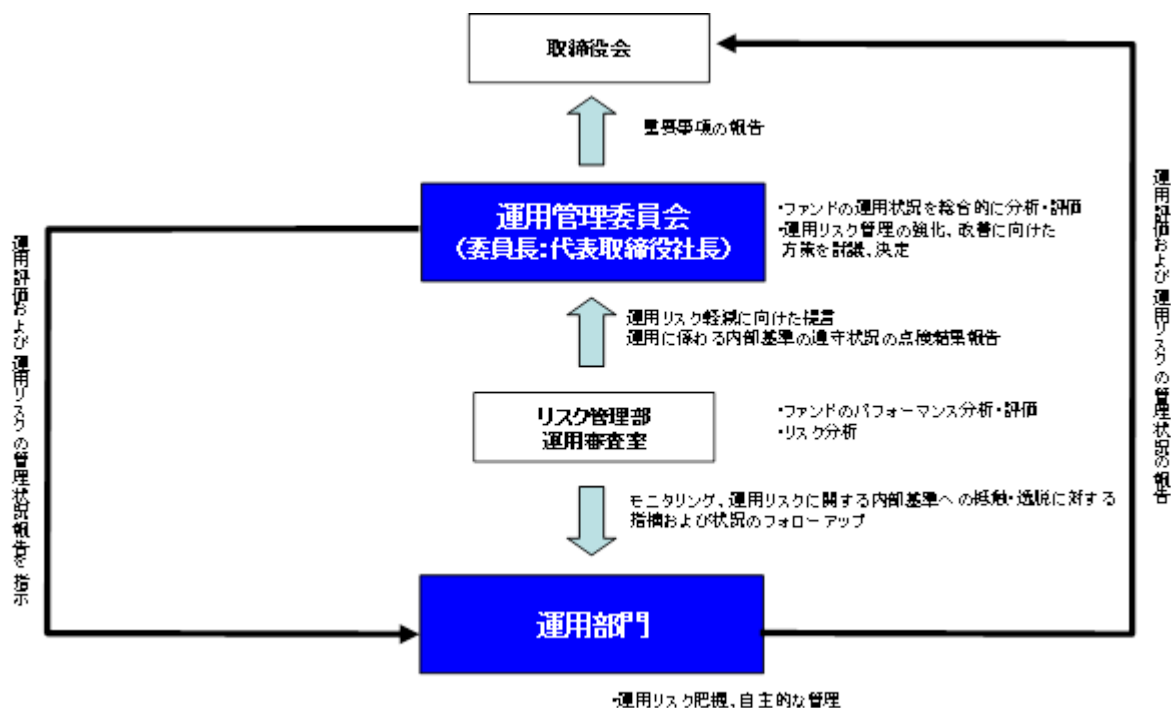 取締役会
重要事項の報告
運用管理委員会
(委員長:代表取締役社長)
・ファンドの運用状況を総合的に分析・評価
・運用リスク管理の強化、改善に向けた
方策を討議、決定
運用リスク軽減に向けた提言
運用に係わる内部基準の遵守状況の点検結果報告
リスク管理部
運用審査室
・ファンドのパフォーマンス分析・評価
・リスク分析
モニタリング、運用リスクに関する内部基準への抵触・逸脱に対する
指摘および状況のフォローアップ
運用部門
・運用リスク把握、自主的な管理
運用評価および運用リスクの管理状況報告を指示
運用評価および運用リスクの管理状況の報告